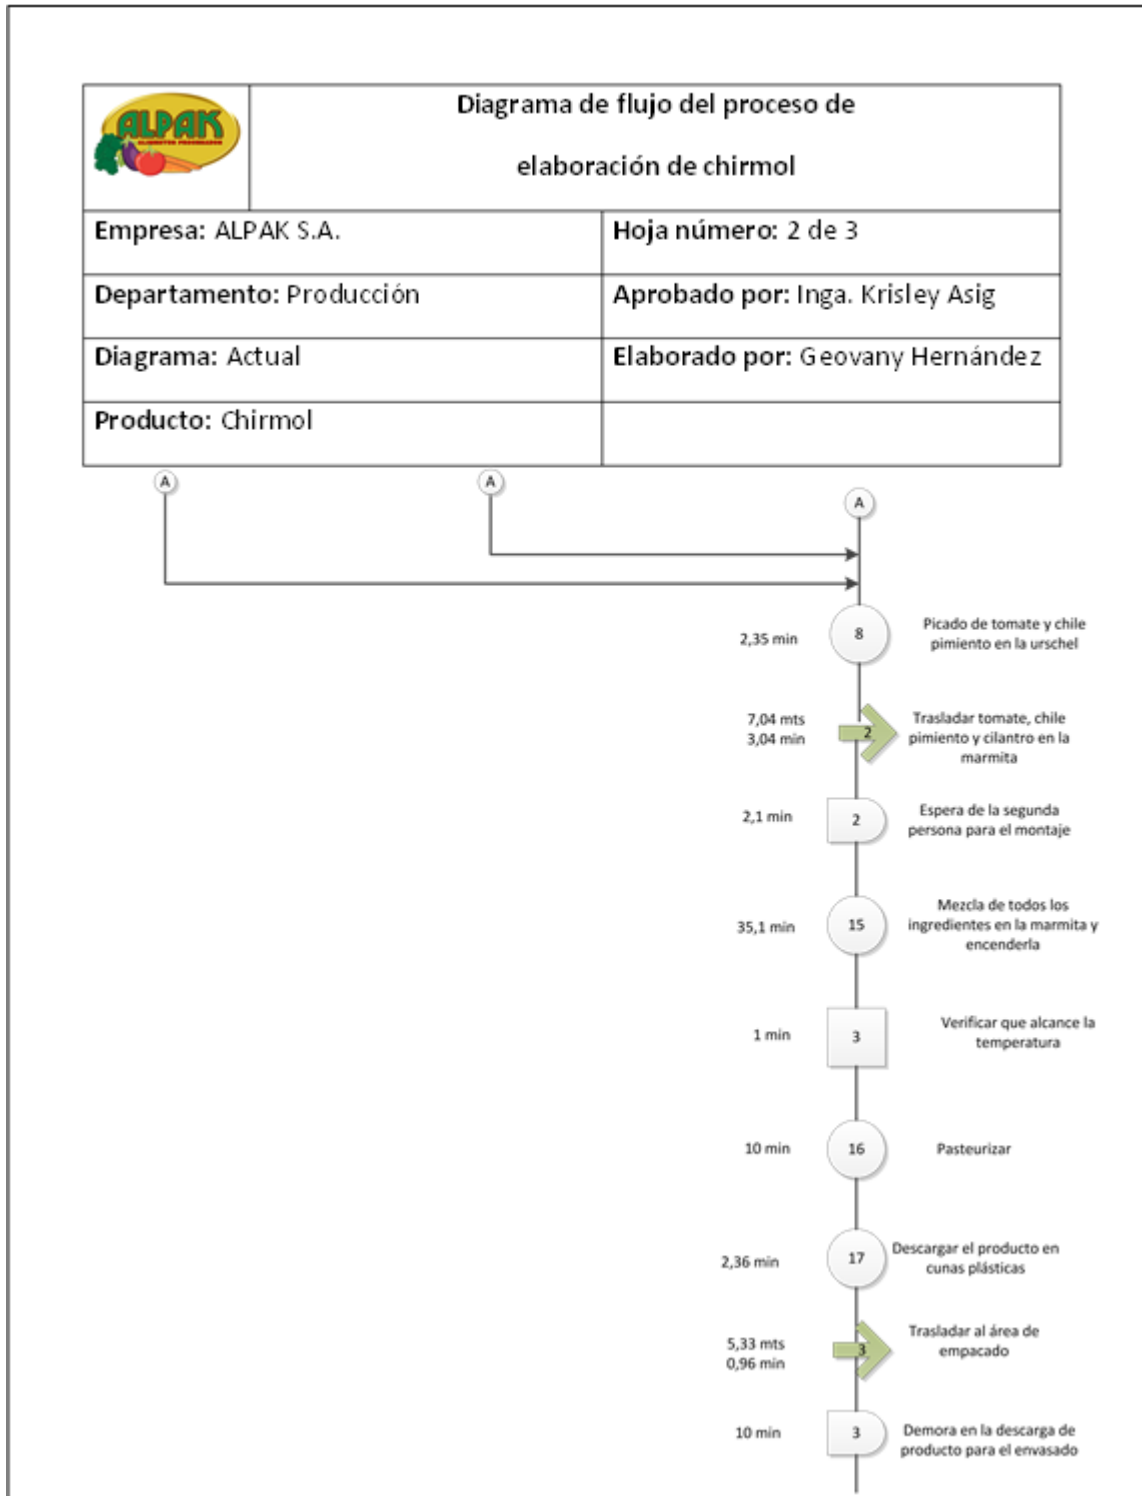 ALPAK
ALIMENTOS PROCESADOS
Diagrama de flujo del proceso de
elaboración de chirmol
Empresa: ALPAK S.A.
Hoja número: 2 de 3
Departamento: Producción
Aprobado por: Inga. Krisley Asig
Diagrama: Actual
Elaborado por: Geovany Hernández
Producto: Chirmol
A
A
A
2,35 min
8
Picado de tomate y chile
pimiento en la urschel
7,04 mts
3,04 min
2
Trasladar tomate, chile
pimiento y cilantro en la
marmita
2,1 min
2
Espera de la segunda
persona para el montaje
35,1 min
15
Mezcla de todos los
ingredientes en la marmita y
encenderla
1 min
3
Verificar que alcance la
temperatura
10 min
16
Pasteurizar
2,36 min
17
Descargar el producto en
cunas plásticas
5,33 mts
0,96 min
3
Trasladar al área de
empacado
10 min
3
Demora en la descarga de
producto para el envasado